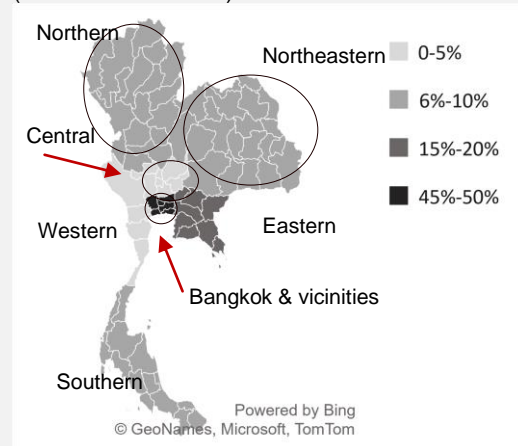 Northern
Northeastern
0-5%
6%-10%
Central
15%-20%
45%-50%
Western
Eastern
Bangkok & vicinities
Southern
Powered by Bing
© GeoNames, Microsoft, TomTom